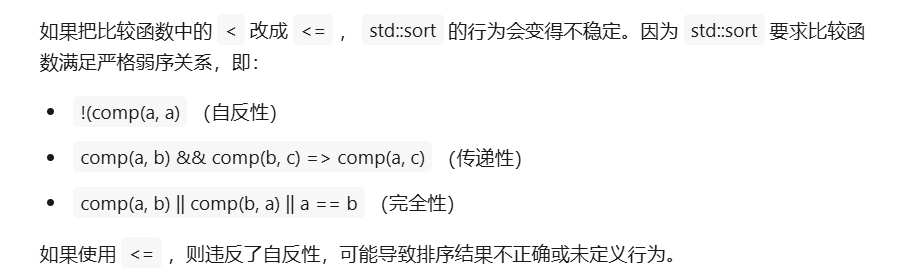 如果把比较函数中的 < 改成 <= ， std::sort 的行为会变得不稳定。因为 std::sort 要求比较函
数满足严格弱序关系，即：
• !(comp(a, a) （自反性）
• comp(a, b) && comp(b, c) => comp(a, c) （传递性）
• comp(a, b) || comp(b, a) || a == b （完全性）
如果使用 <= ，则违反了自反性，可能导致排序结果不正确或未定义行为。